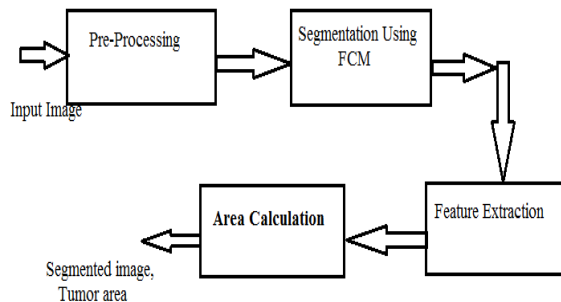 Pre-Processing
Segmentation Using
FCM
Input Image
Feature Extraction
Area Calculation
Segmented image,
Tumor area